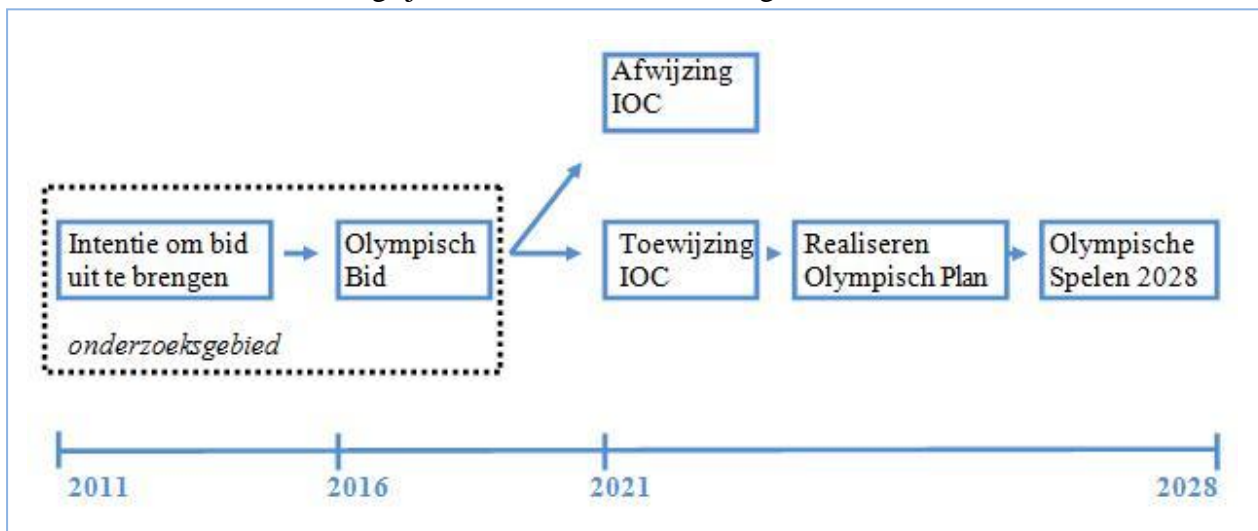 Afwijzing
IOC
Intentie om bid
uit te brengen
Olympisch
Bid
Toewijzing
IOC
Realiseren
Olympisch Plan
Olympische
Spelen 2028
onderzoeksgebied
2011
2016
2021
2028